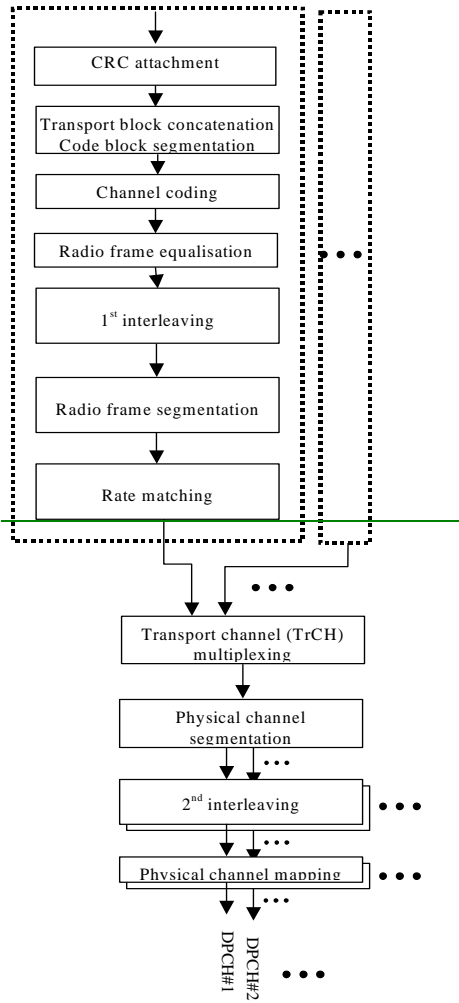 CRC attachment
Transport block concatenation
Code block segmentation
Channel coding
Radio frame equalisation
1st interleaving
Radio frame segmentation
Rate matching
Transport channel (TrCH)
multiplexing
Physical channel
segmentation
2nd interleaving
Physical channel mapping
DPCH#1
DPCH#2